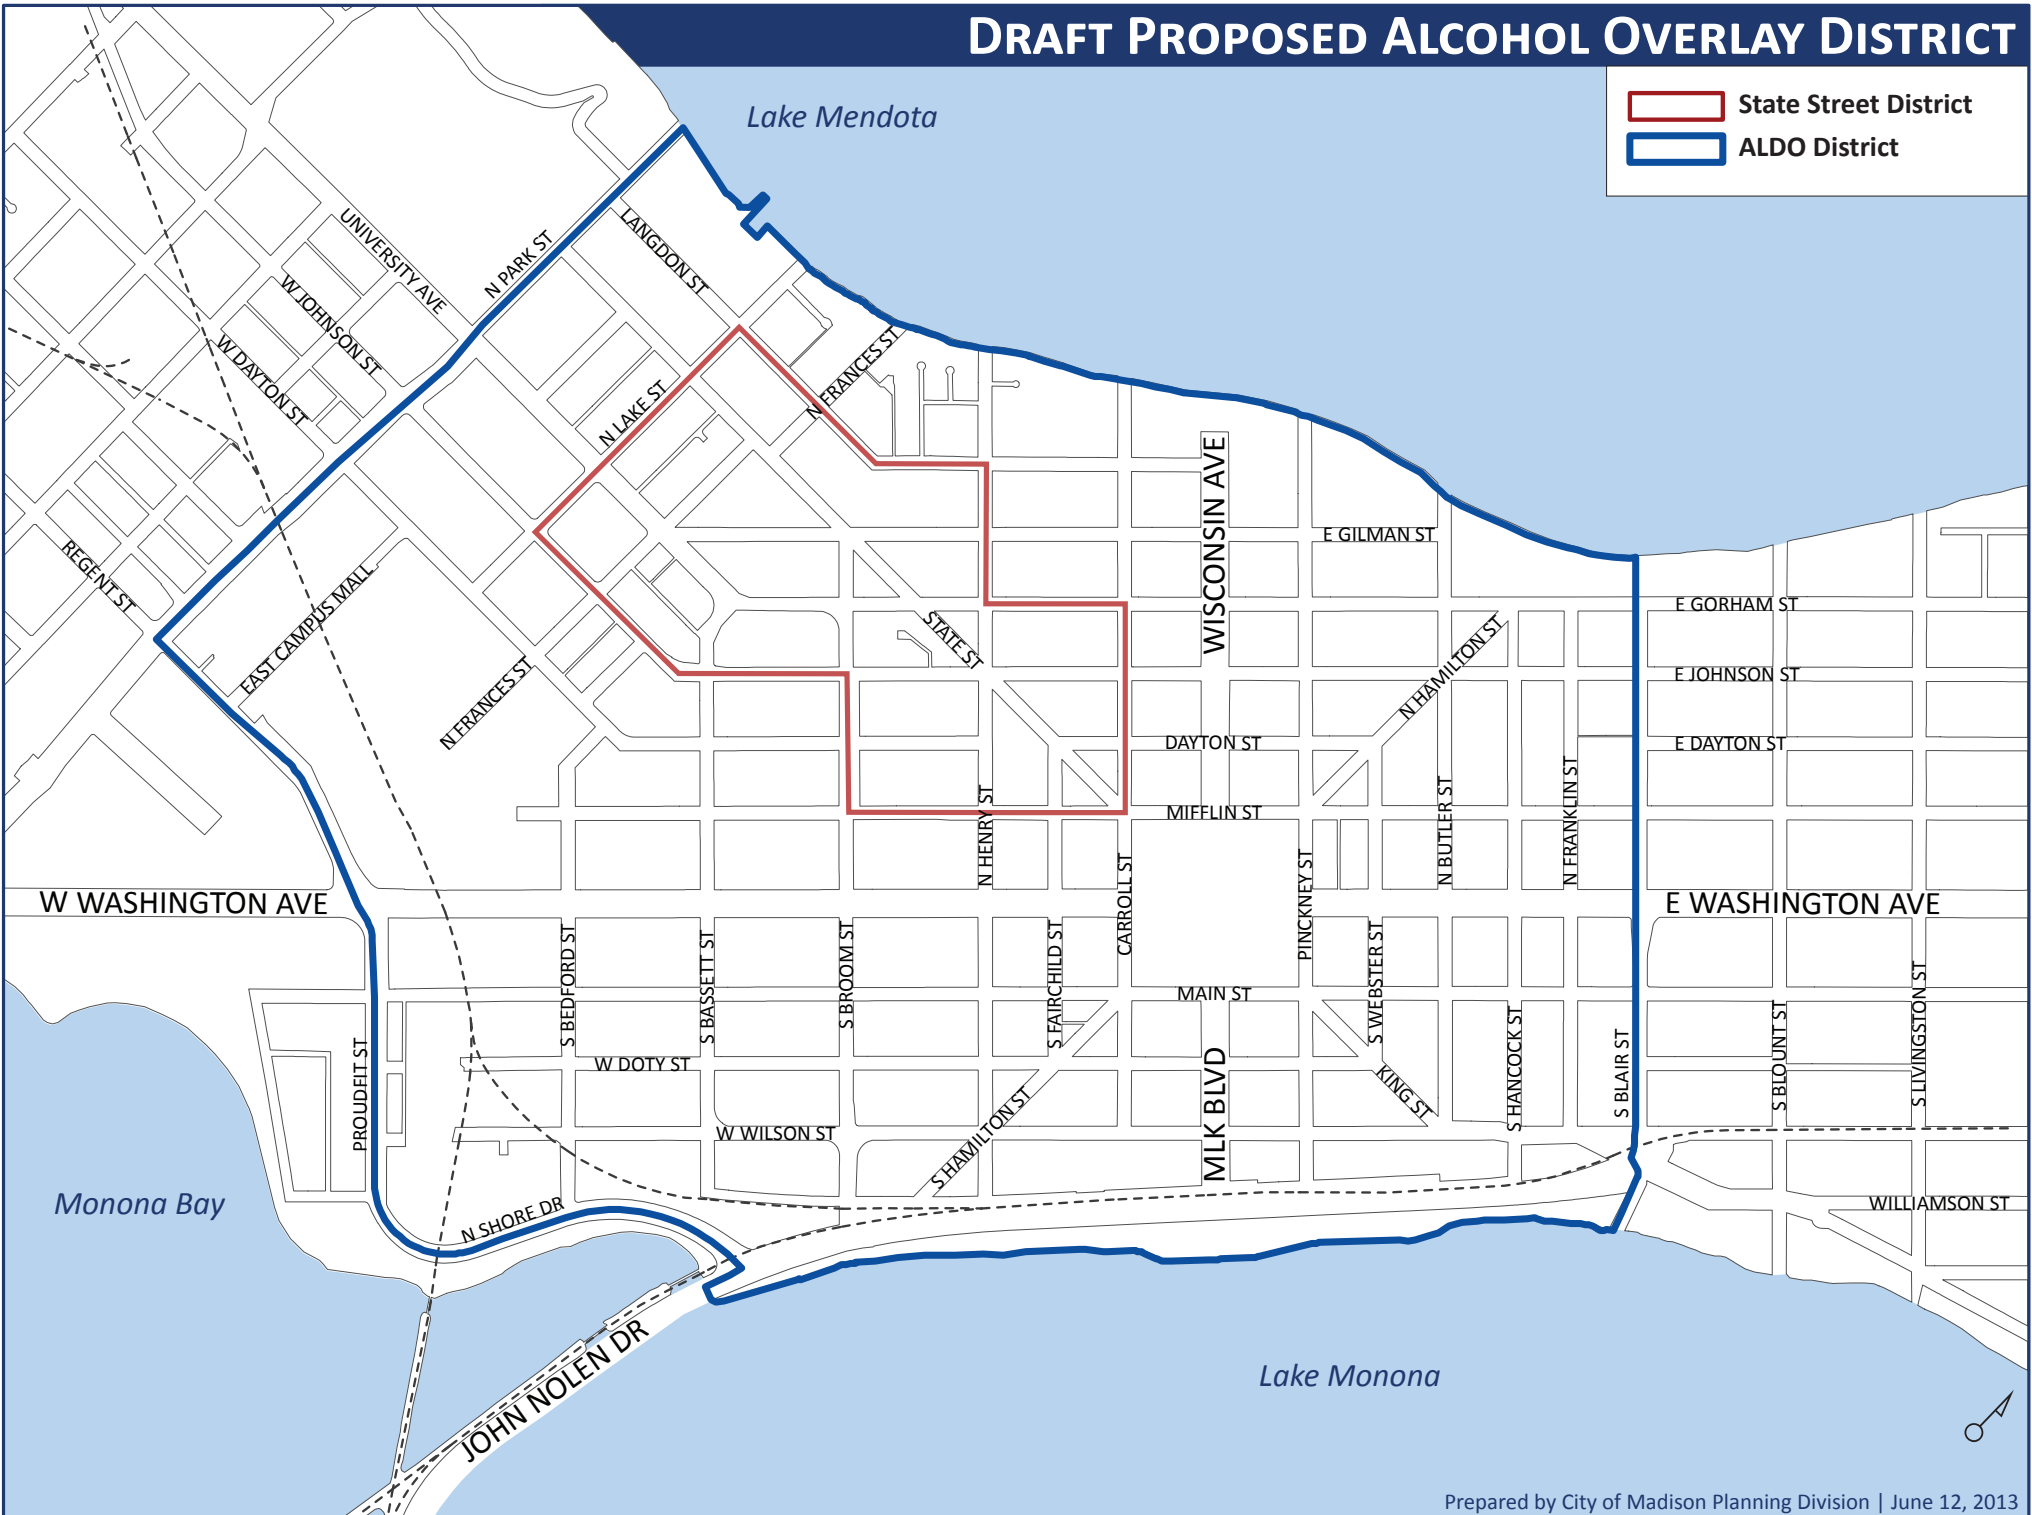 DRAFT PROPOSED ALCOHOL OVERLAY DISTRICT
State Street District
ALDO District
Lake Mendota
LANGDON ST
UNIVERSITY AVE
N PARK ST
W JOHNSON ST
W DAYTON ST
N FRANCES ST
N LAKE ST
WISCONSIN AVE
E GILMAN ST
REGENT ST
EAST CAMPUS MALL
N FRANCES ST
STATE ST
E GORHAM ST
N HAMILTON ST
E JOHNSON ST
DAYTON ST
E DAYTON ST
MIFFLIN ST
N HENRY ST
N BUTLER ST
N FRANKLIN ST
CARROLL ST
PINCKNEY ST
W WASHINGTON AVE
E WASHINGTON AVE
S BEDFORD ST
S BASSETT ST
S BROOM ST
S FAIRCHILD ST
S WEBSTER ST
MAIN ST
S HANCOCK ST
S BLAIR ST
S BLOUNT ST
S LIVINGSTON ST
PROUDFIT ST
W DOTY ST
MLK BLVD
KING ST
S HAMILTON ST
W WILSON ST
Monona Bay
N SHORE DR
WILLIAMSON ST
JOHN NOLEN DR
Lake Monona
Prepared by City of Madison Planning Division | June 12, 2013